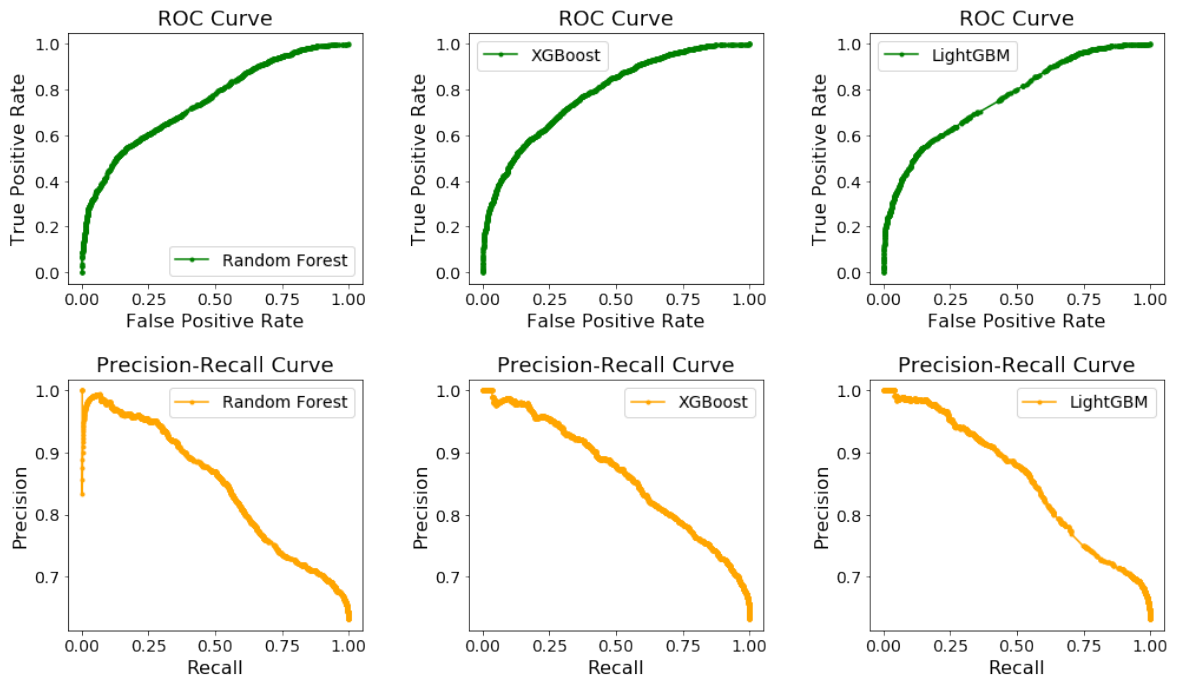 ROC Curve
True Positive Rate
1.0
0.8
0.6
0.4
0.2
0.0
Random Forest
0.00 0.25 0.50 0.75 1.00
False Positive Rate
ROC Curve
True Positive Rate
1.0
0.8
0.6
0.4
0.2
0.0
XGBoost
0.00 0.25 0.50 0.75 1.00
False Positive Rate
ROC Curve
True Positive Rate
1.0
0.8
0.6
0.4
0.2
0.0
LightGBM
0.00 0.25 0.50 0.75 1.00
False Positive Rate
Precision-Recall Curve
Precision
1.0
0.9
0.8
0.7
Random Forest
0.00 0.25 0.50 0.75 1.00
Recall
Precision-Recall Curve
Precision
1.0
0.9
0.8
0.7
XGBoost
0.00 0.25 0.50 0.75 1.00
Recall
Precision-Recall Curve
Precision
1.0
0.9
0.8
0.7
LightGBM
0.00 0.25 0.50 0.75 1.00
Recall